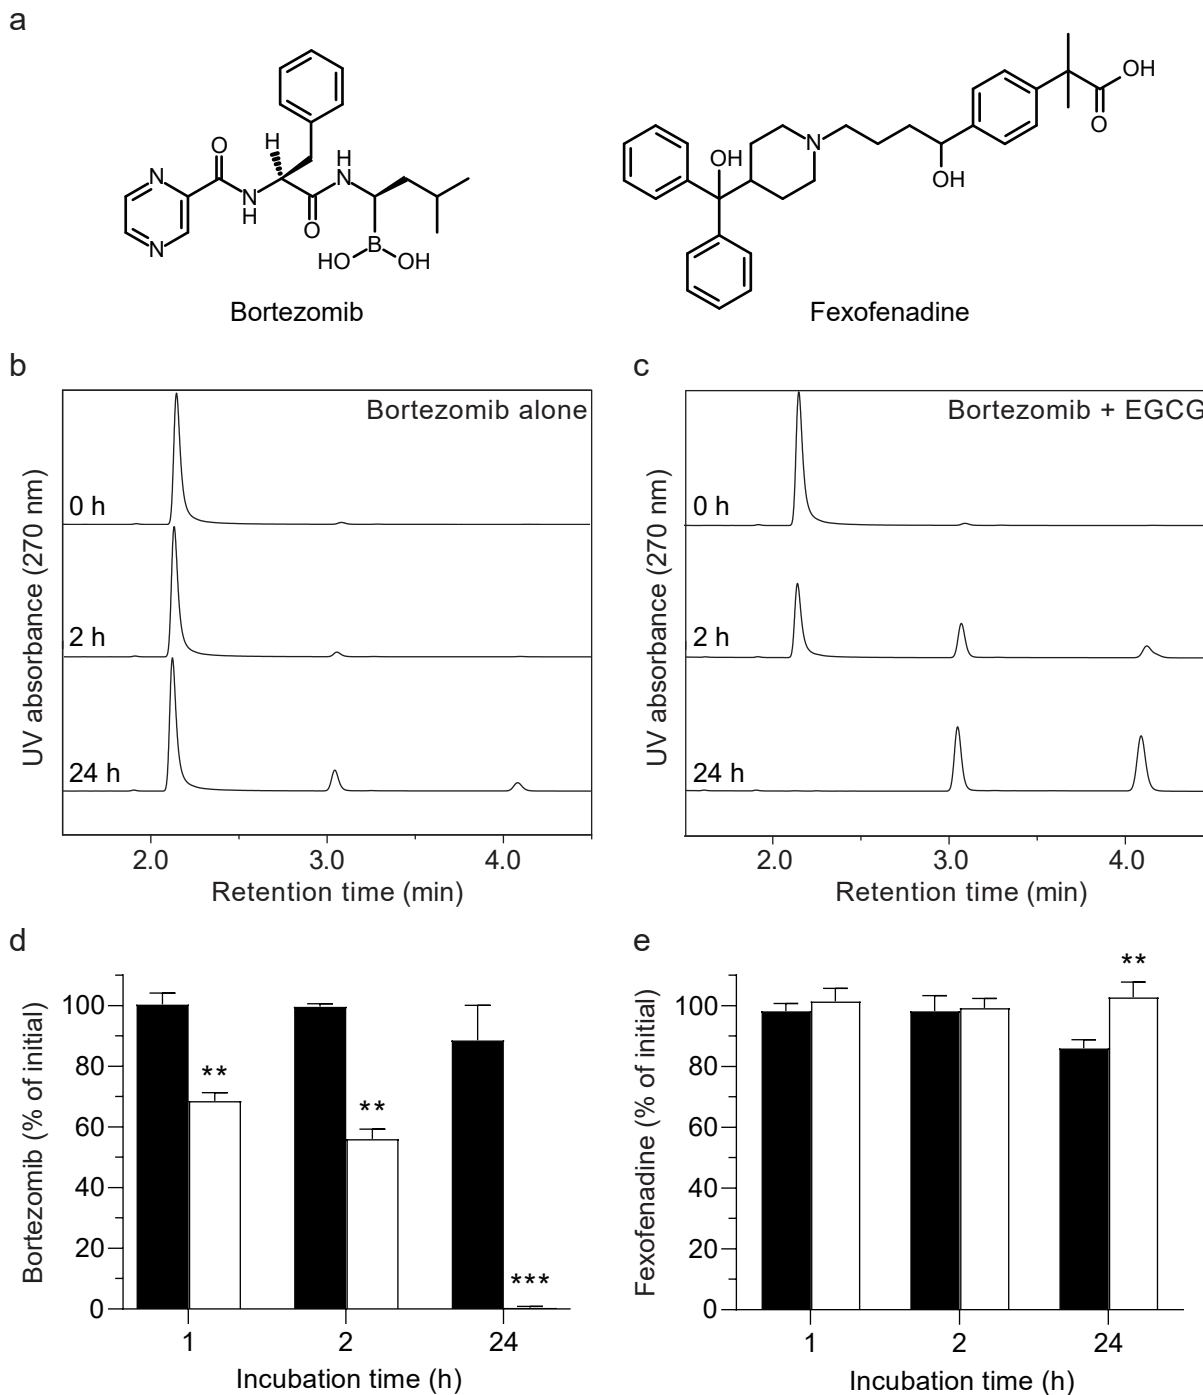 a
H
O
N
N
N
H
O
H
N
B
HO
OH
Bortezomib
OH
N
OH
OH
O
Fexofenadine
b
Bortezomib alone
0 h
2 h
24 h
UV absorbance (270 nm)
2.0 3.0 4.0
Retention time (min)
c
Bortezomib + EGCG
0 h
2 h
24 h
UV absorbance (270 nm)
2.0 3.0 4.0
Retention time (min)
d
Bortezomib (% of initial)
100
80
60
40
20
0
**
**
***
1 2 24
Incubation time (h)
e
Fexofenadine (% of initial)
100
80
60
40
20
0
**
1 2 24
Incubation time (h)